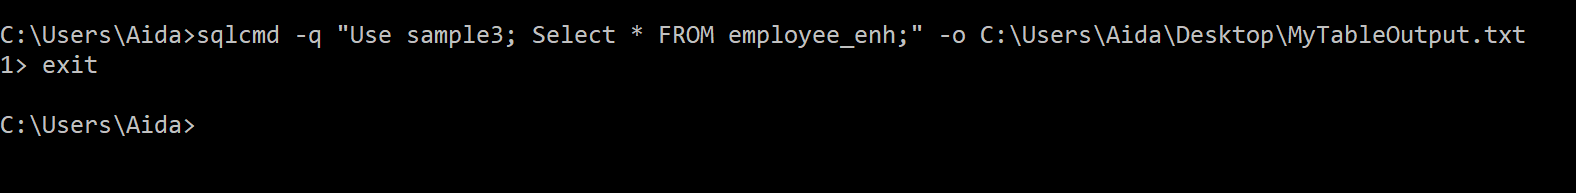 C:\Users\Aida>sqlcmd -q "Use sample3; Select * FROM employee_enh;" -o C:\Users\Aida\Desktop\MyTableOutput.txt
1> exit
C:\Users\Aida>